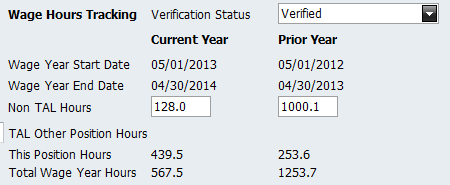 Wage Hours Tracking Verification Status Verified
Current Year Prior Year
Wage Year Start Date 05/01/2013 05/01/2012
Wage Year End Date 04/30/2014 04/30/2013
Non TAL Hours 128.0 1000.1
TAL Other Position Hours
This Position Hours 439.5 253.6
Total Wage Year Hours 567.5 1253.7